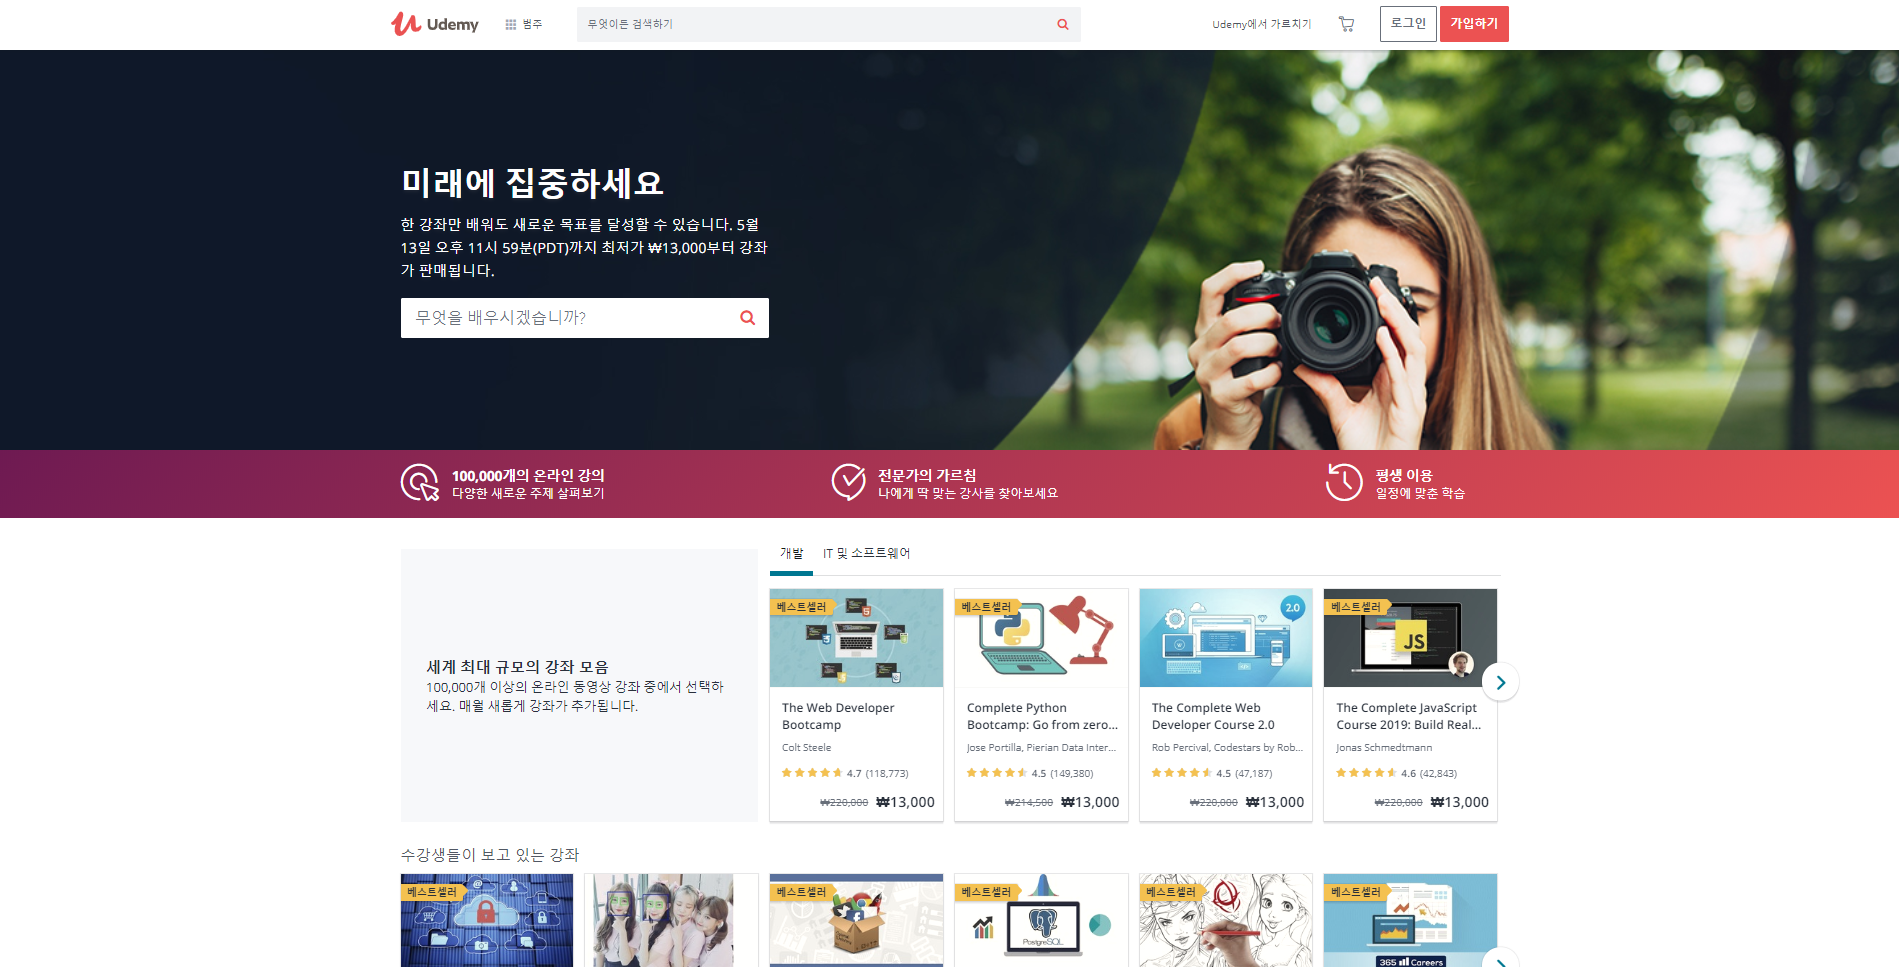 Udemy
범주
무엇이든 검색하기
Udemy에서 가르치기
로그인
가입하기
미래에 집중하세요
한 강좌만 배워도 새로운 목표를 달성할 수 있습니다. 5월
13일 오후 11시 59분(PDT)까지 최저가 ₩13,000부터 강좌
가 판매됩니다.
무엇을 배우시겠습니까?
100,000개의 온라인 강의
다양한 새로운 주제 살펴보기
전문가의 가르침
나에게 딱 맞는 강사를 찾아보세요
평생 이용
일정에 맞춘 학습
세계 최대 규모의 강좌 모음
100,000개 이상의 온라인 동영상 강좌 중에서 선택하
세요. 매월 새롭게 강좌가 추가됩니다.
개발
IT 및 소프트웨어
베스트셀러
The Web Developer
Bootcamp
Colt Steele
4.7 (118,773)
₩220,000 ₩13,000
베스트셀러
Complete Python
Bootcamp: Go from zero...
Jose Portilla, Pierian Data Inter...
4.5 (149,380)
₩214,500 ₩13,000
2.0
The Complete Web
Developer Course 2.0
Rob Percival, Codestars by Rob...
4.5 (47,187)
₩220,000 ₩13,000
베스트셀러
JS
The Complete JavaScript
Course 2019: Build Real...
Jonas Schmedtmann
4.6 (42,843)
₩220,000 ₩13,000
수강생들이 보고 있는 강좌
베스트셀러
베스트셀러
베스트셀러
PostgreSQL
베스트셀러
베스트셀러
365 Careers